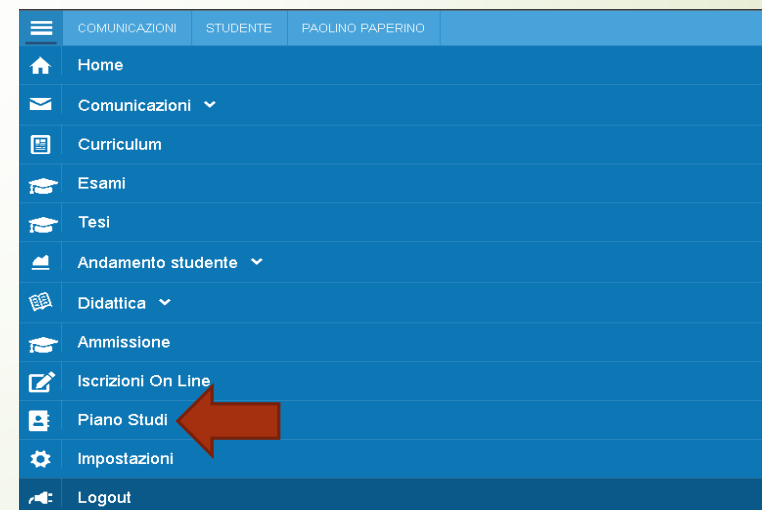 COMUNICAZIONI STUDENTE PAOLINO PAPERINO
Home
Comunicazioni
Curriculum
Esami
Tesi
Andamento studente
Didattica
Ammissione
Iscrizioni On Line
Piano Studi
Impostazioni
Logout